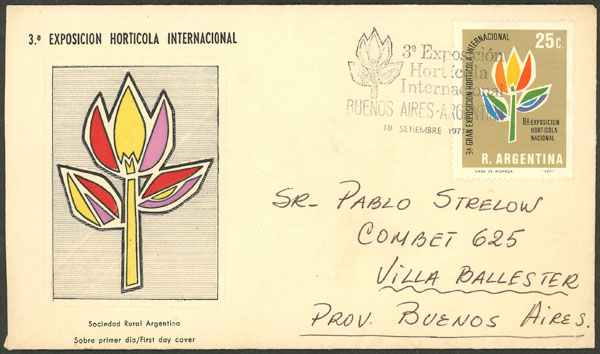 3.ª EXPOSICION HORTICOLA INTERNACIONAL
Sociedad Rural Argentina
Sobre primer día/First day cover
3ª Exposición
Hortícola
Internacional
BUENOS AIRES-ARGENTINA
18 SETIEMBRE 1971
25c.
3A GRAN EXPOSICION HORTICOLA INTERNACIONAL
8A EXPOSICION
HORTICOLA
NACIONAL
R. ARGENTINA
CASA DE MONEDA 1971
SR- PABLO STRELOW
COMBET 625
VILLA BALLESTER
PROV. BUENOS AIRES.